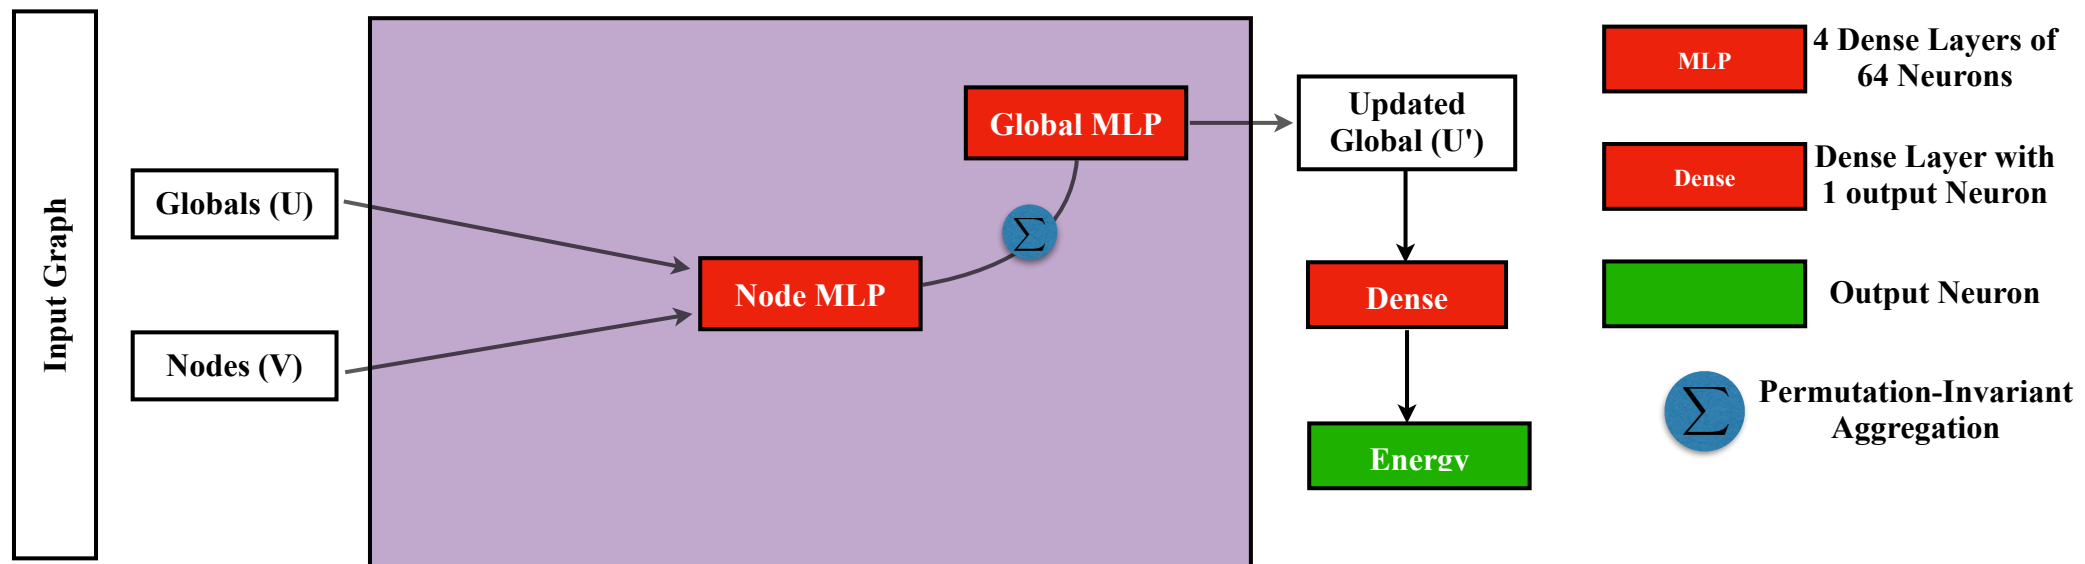 Input Graph
Globals (U)
Nodes (V)
Node MLP
∑
Global MLP
Updated
Global (U')
Dense
Energy
MLP
4 Dense Layers of
64 Neurons
Dense
Dense Layer with
1 output Neuron
Output Neuron
∑
Permutation-Invariant
Aggregation